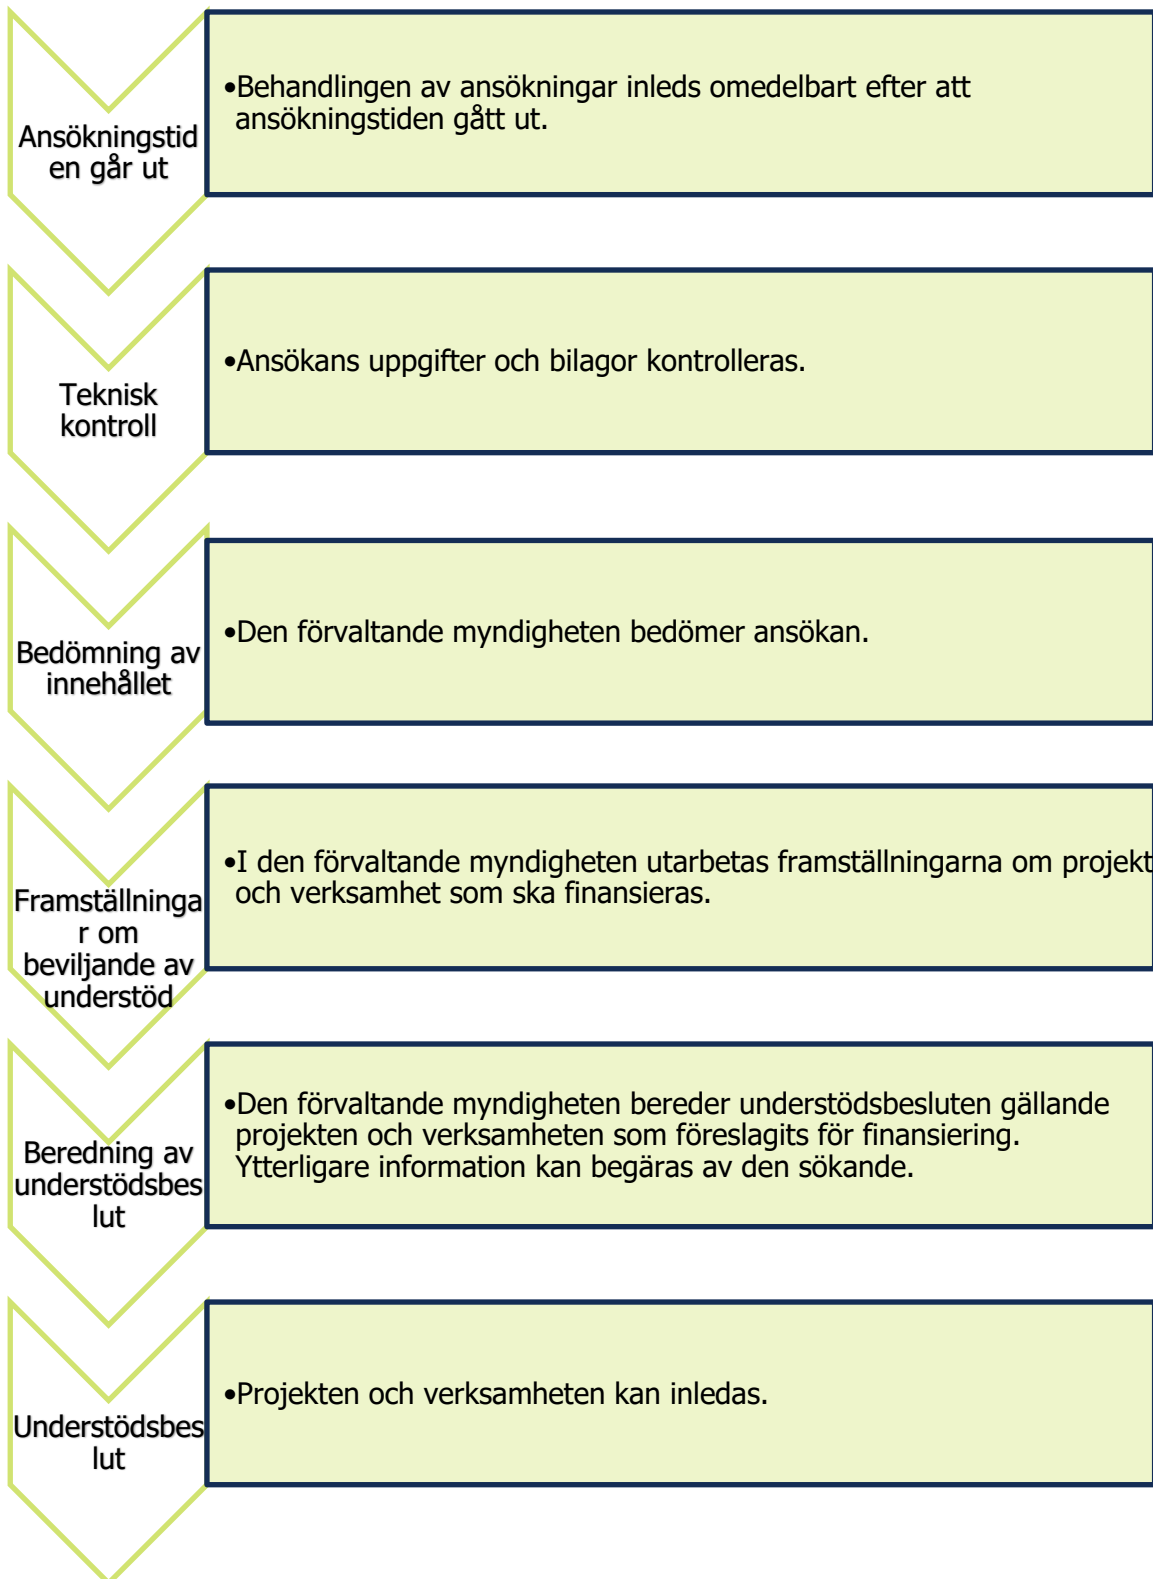 Ansökningstid
en går ut
•Behandlingen av ansökningar inleds omedelbart efter att
ansökningstiden gått ut.
Teknisk
kontroll
•Ansökans uppgifter och bilagor kontrolleras.
Bedömning av
innehållet
•Den förvaltande myndigheten bedömer ansökan.
Framställninga
r om
beviljande av
understöd
•I den förvaltande myndigheten utarbetas framställningarna om projekt
och verksamhet som ska finansieras.
Beredning av
understödsbes
lut
•Den förvaltande myndigheten bereder understödsbesluten gällande
projekten och verksamheten som föreslagits för finansiering.
Ytterligare information kan begäras av den sökande.
Understödsbes
lut
•Projekten och verksamheten kan inledas.